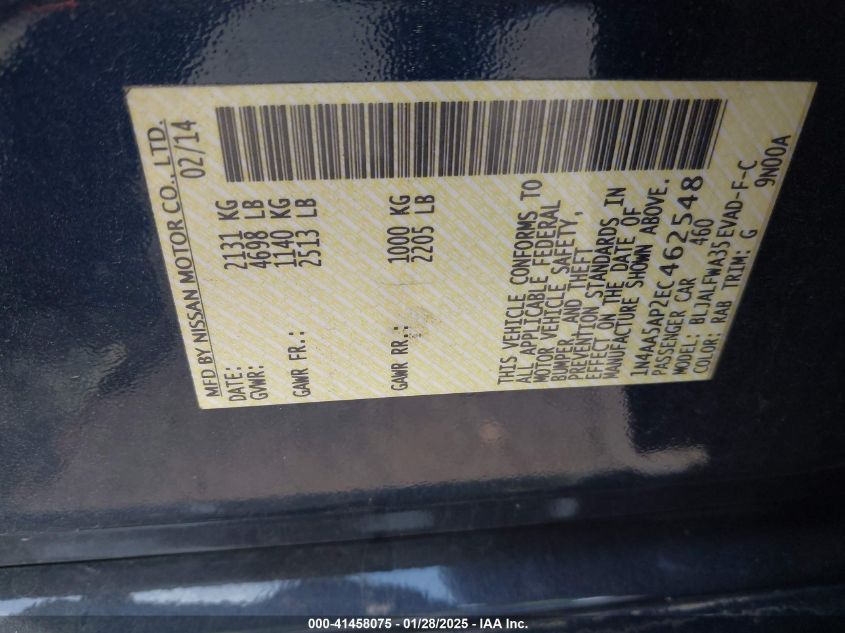 MFD BY NISSAN MOTOR CO., LTD.
DATE: 02/14
GVWR: 2131 KG
4698 LB
GAWR FR.: 1140 KG
2513 LB
GAWR RR.: 1000 KG
2205 LB
THIS VEHICLE CONFORMS TO
ALL APPLICABLE FEDERAL
MOTOR VEHICLE SAFETY,
BUMPER, AND THEFT
PREVENTION STANDARDS IN
EFFECT ON THE DATE OF
MANUFACTURE SHOWN ABOVE.
1N4AA5AP2EC462548
PASSENGER CAR 460
MODEL: BLJALFWA35EVAD-F-C
COLOR: RAB TRIM: G 9N00A
000-41458075 - 01/28/2025 - IAA Inc.